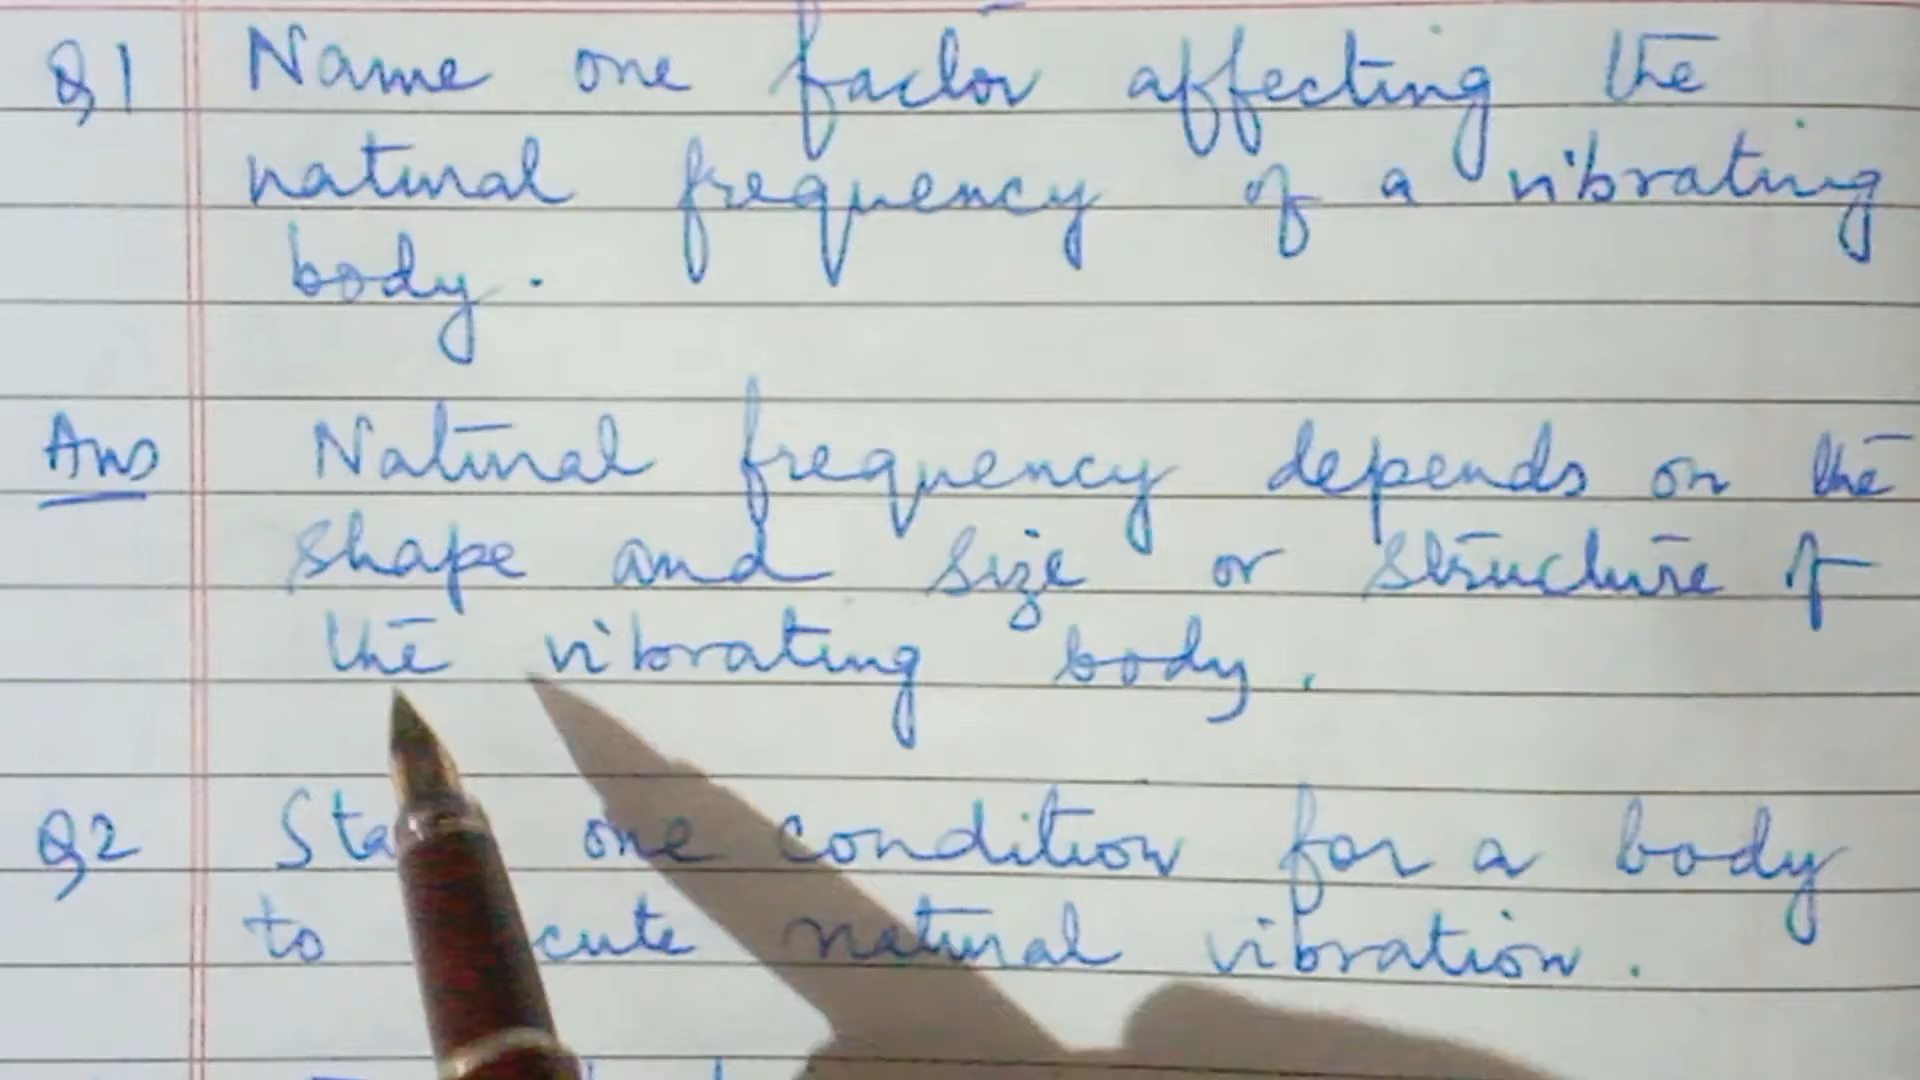 Q1 Name one factor affecting the
natural frequency of a vibrating
body.
Ans Natural frequency depends on the
shape and size or structure of
the vibrating body.
Q2 Sta one condition for a body
to cute natural vibration.